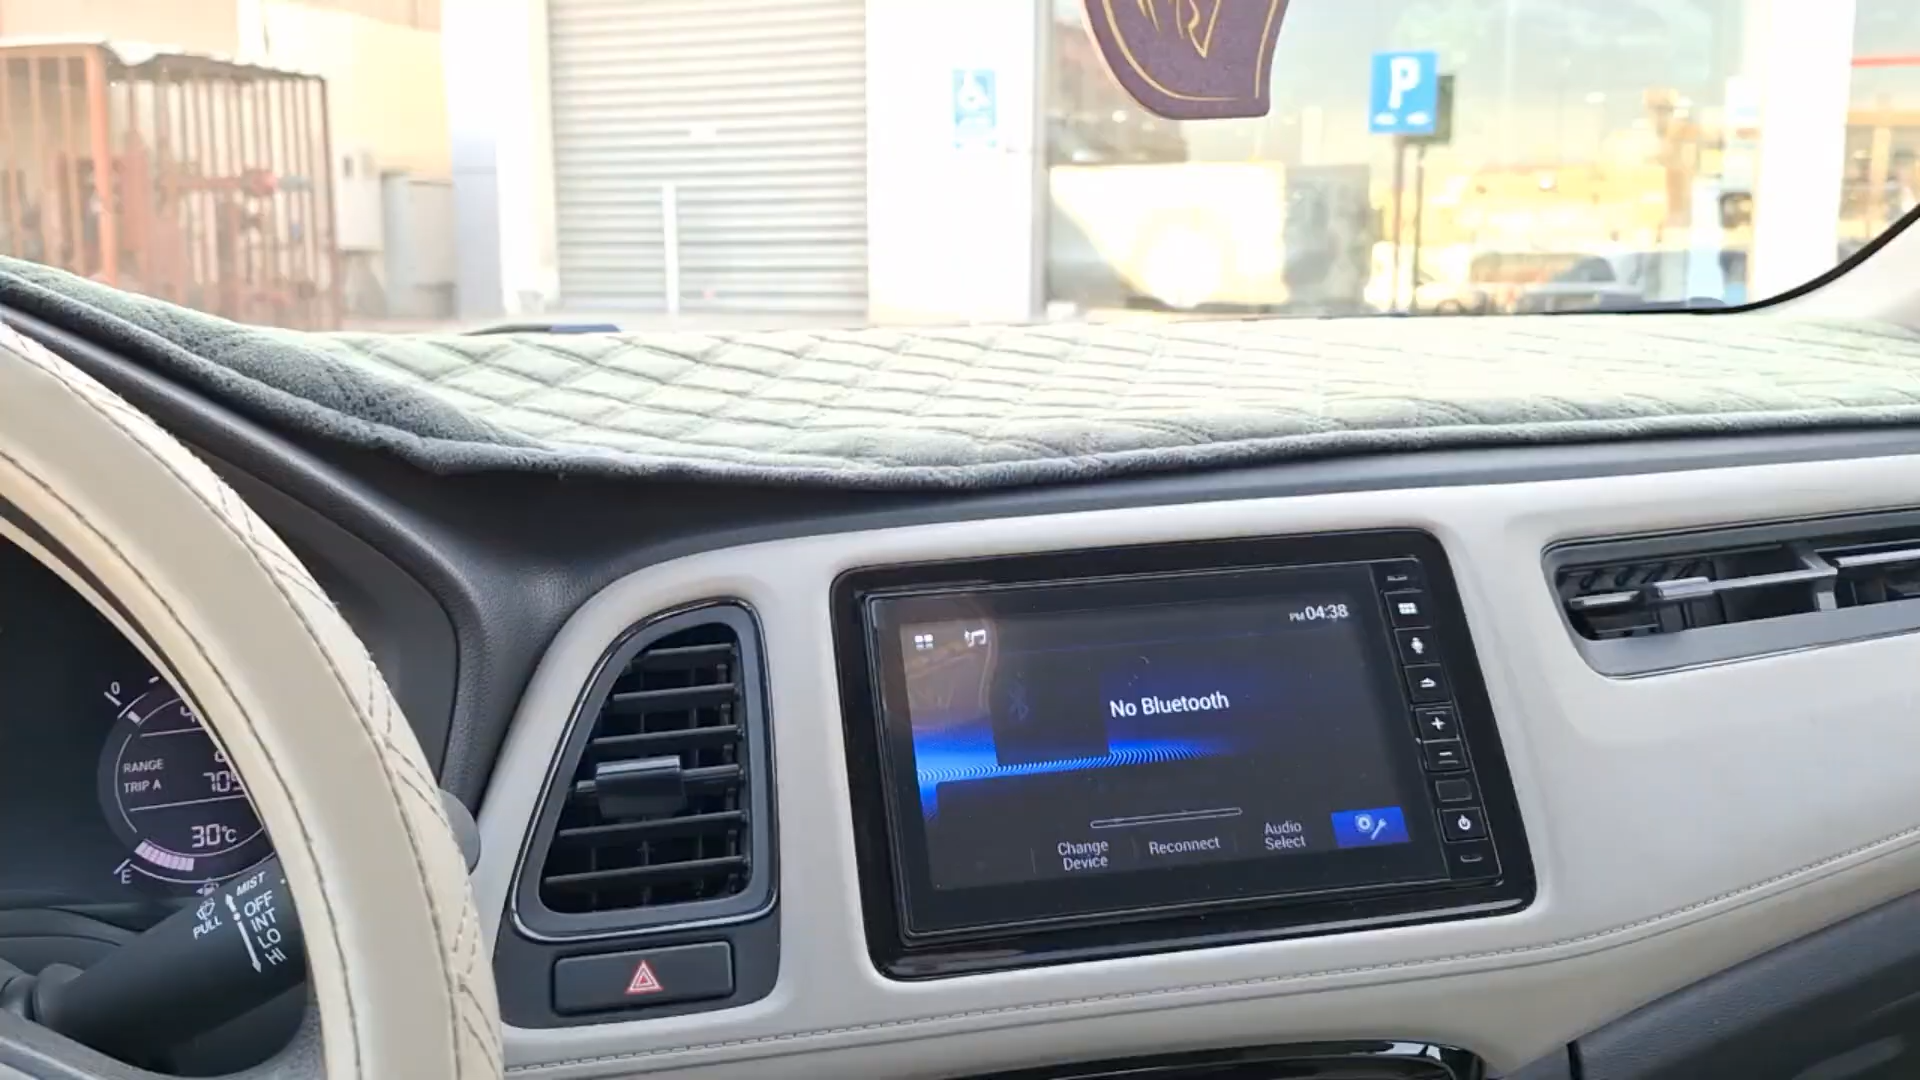 P
PM 04:38
No Bluetooth
Change
Device
Reconnect
Audio
Select
0
RANGE
TRIP A
30°C
E
MIST
OFF
INT
LO
HI
PULL